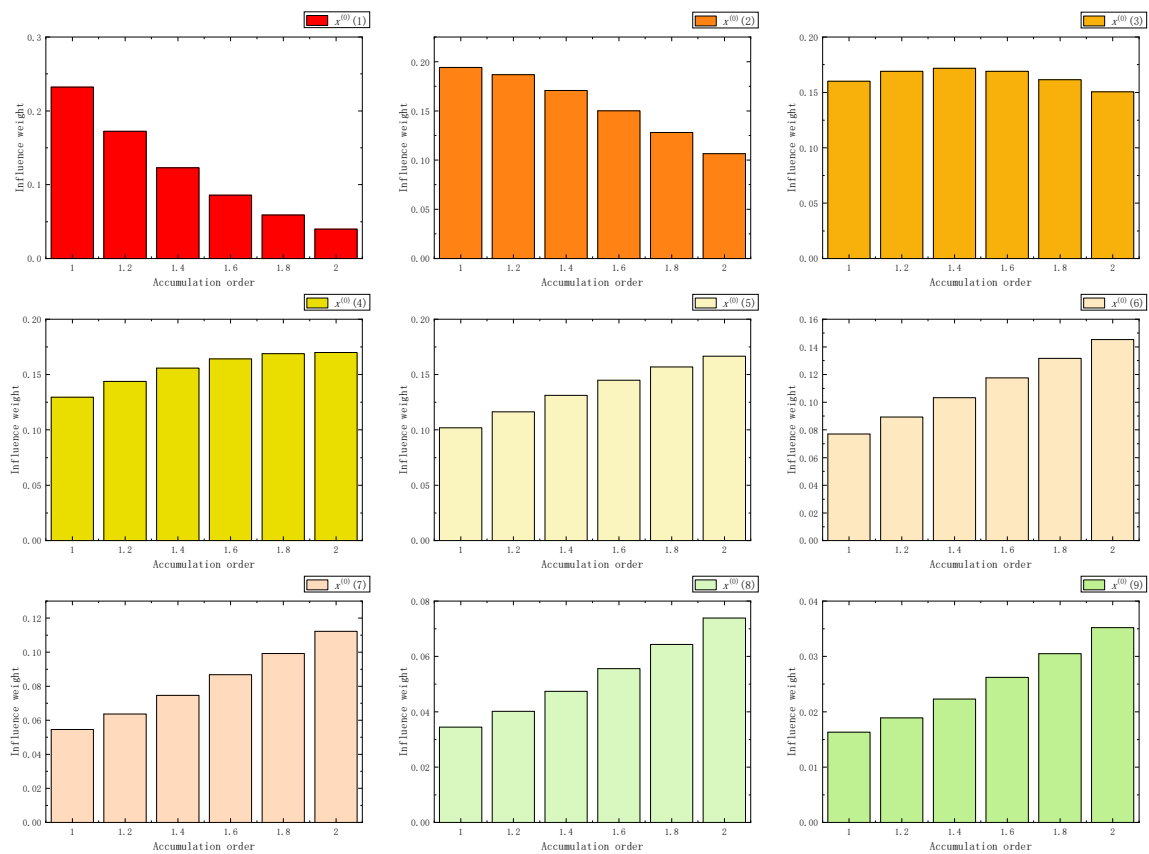 x⁽⁰⁾(1)
0.3
0.2
0.1
0.0
Influence weight
1 1.2 1.4 1.6 1.8 2
Accumulation order
x⁽⁰⁾(2)
0.20
0.15
0.10
0.05
0.00
Influence weight
1 1.2 1.4 1.6 1.8 2
Accumulation order
x⁽⁰⁾(3)
0.20
0.15
0.10
0.05
0.00
Influence weight
1 1.2 1.4 1.6 1.8 2
Accumulation order
x⁽⁰⁾(4)
0.20
0.15
0.10
0.05
0.00
Influence weight
1 1.2 1.4 1.6 1.8 2
Accumulation order
x⁽⁰⁾(5)
0.20
0.15
0.10
0.05
0.00
Influence weight
1 1.2 1.4 1.6 1.8 2
Accumulation order
x⁽⁰⁾(6)
0.16
0.14
0.12
0.10
0.08
0.06
0.04
0.02
0.00
Influence weight
1 1.2 1.4 1.6 1.8 2
Accumulation order
x⁽⁰⁾(7)
0.12
0.10
0.08
0.06
0.04
0.02
0.00
Influence weight
1 1.2 1.4 1.6 1.8 2
Accumulation order
x⁽⁰⁾(8)
0.08
0.06
0.04
0.02
0.00
Influence weight
1 1.2 1.4 1.6 1.8 2
Accumulation order
x⁽⁰⁾(9)
0.04
0.03
0.02
0.01
0.00
Influence weight
1 1.2 1.4 1.6 1.8 2
Accumulation order